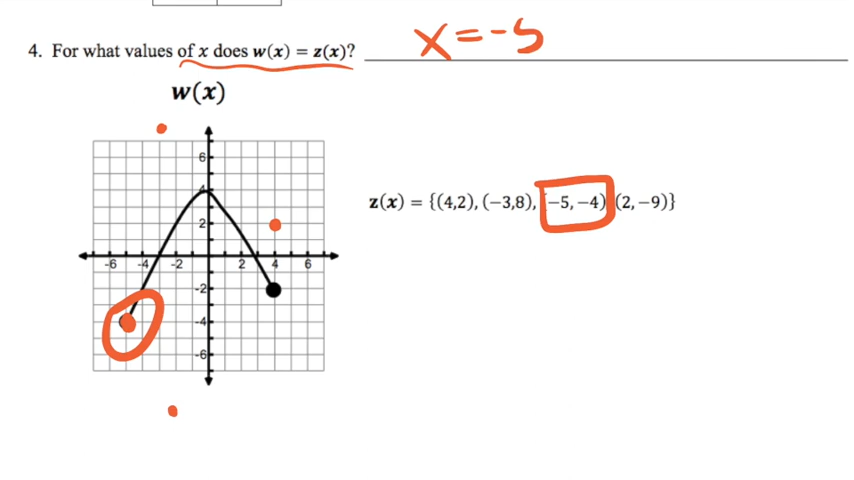 4. For what values of x does w(x) = z(x)? x = -5
w(x)
6
4
2
-6 -4 -2 2 4 6
-2
-4
-6
z(x) = {(4,2), (−3,8), (−5, −4) (2, −9)}